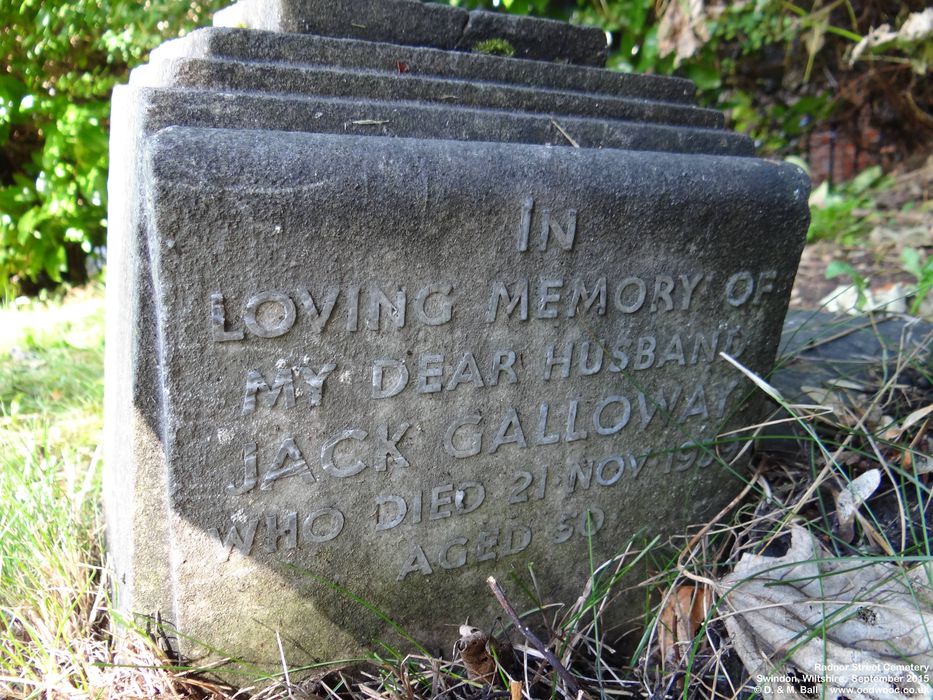 IN
LOVING MEMORY OF
MY DEAR HUSBAND
JACK GALLOWAY
WHO DIED 21 NOV
AGED 50
Radnor Street Cemetery
Swindon, Wiltshire. September 2015
© D. & M. Ball www.oodwooc.co.uk